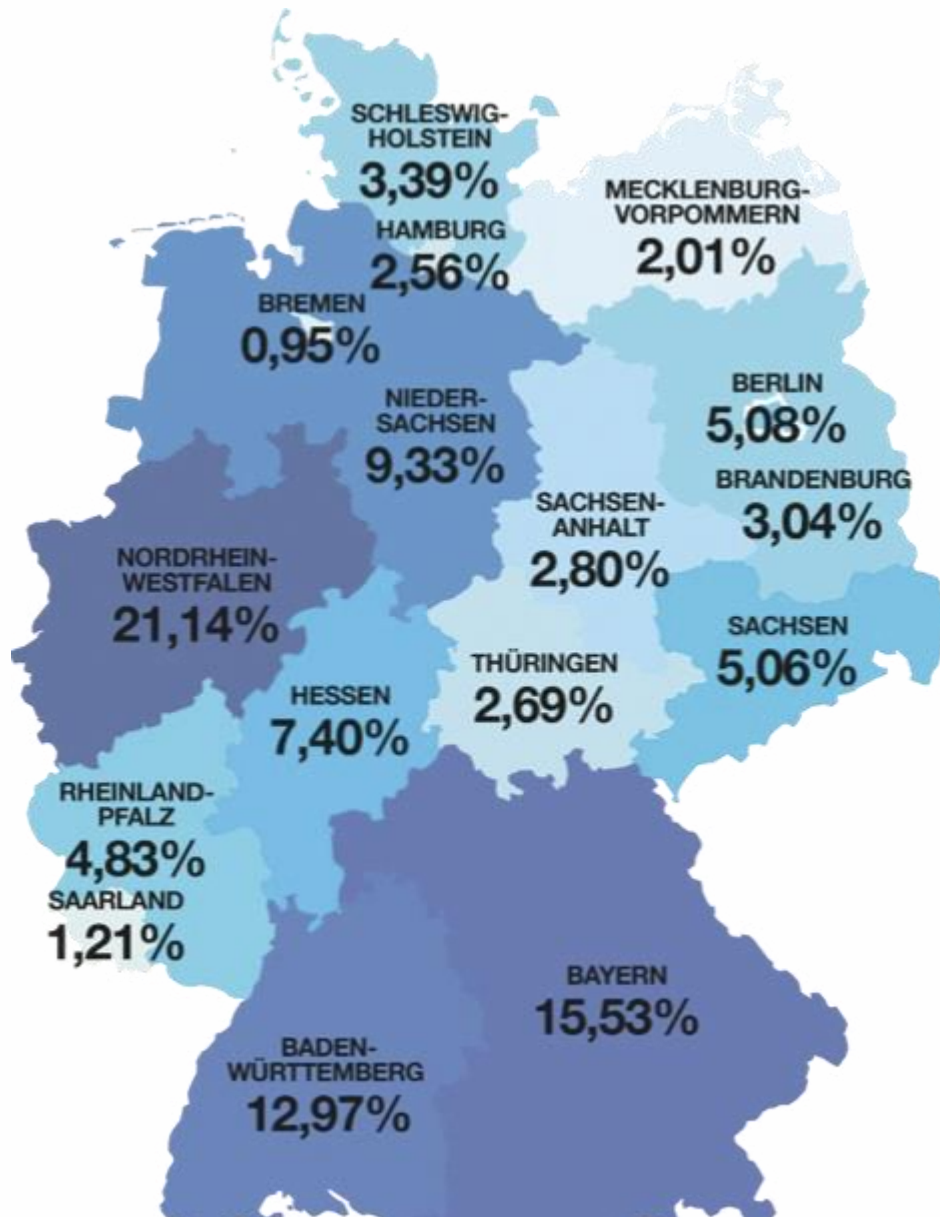 SCHLESWIG-
HOLSTEIN
3,39%
MECKLENBURG-
VORPOMMERN
2,01%
HAMBURG
2,56%
BREMEN
0,95%
NIEDER-
SACHSEN
9,33%
BERLIN
5,08%
BRANDENBURG
3,04%
SACHSEN-
ANHALT
2,80%
NORDRHEIN-
WESTFALEN
21,14%
SACHSEN
5,06%
THÜRINGEN
2,69%
HESSEN
7,40%
RHEINLAND-
PFALZ
4,83%
SAARLAND
1,21%
BAYERN
15,53%
BADEN-
WÜRTTEMBERG
12,97%